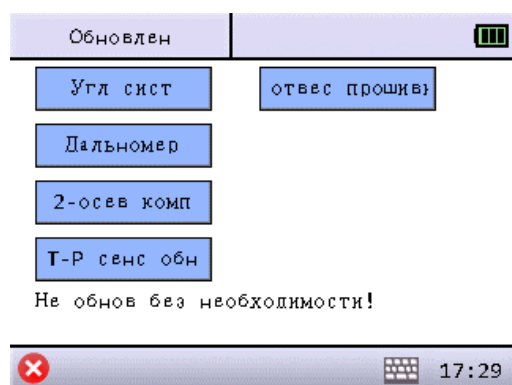 Обновлен
Угл сист
отвес прошив
Дальномер
2-осев комп
Т-Р сенс обн
Не обнов без необходимости!
17:29